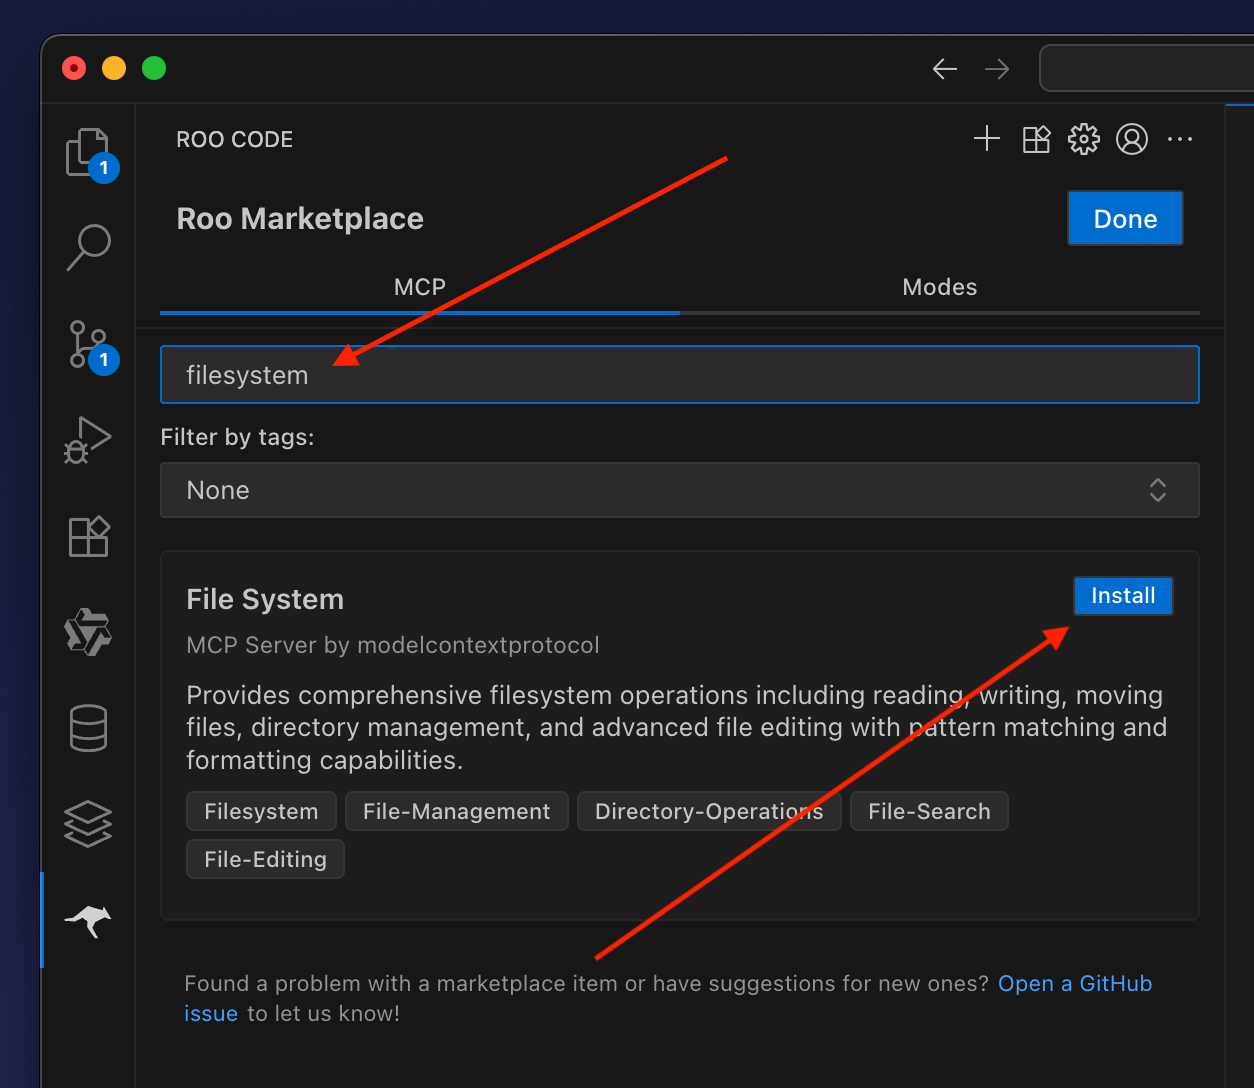 ROO CODE
1
Roo Marketplace
Done
MCP
Modes
filesystem
1
Filter by tags:
None
File System
Install
MCP Server by modelcontextprotocol
Provides comprehensive filesystem operations including reading, writing, moving
files, directory management, and advanced file editing with pattern matching and
formatting capabilities.
Filesystem
File-Management
Directory-Operations
File-Search
File-Editing
Found a problem with a marketplace item or have suggestions for new ones? Open a GitHub
issue to let us know!